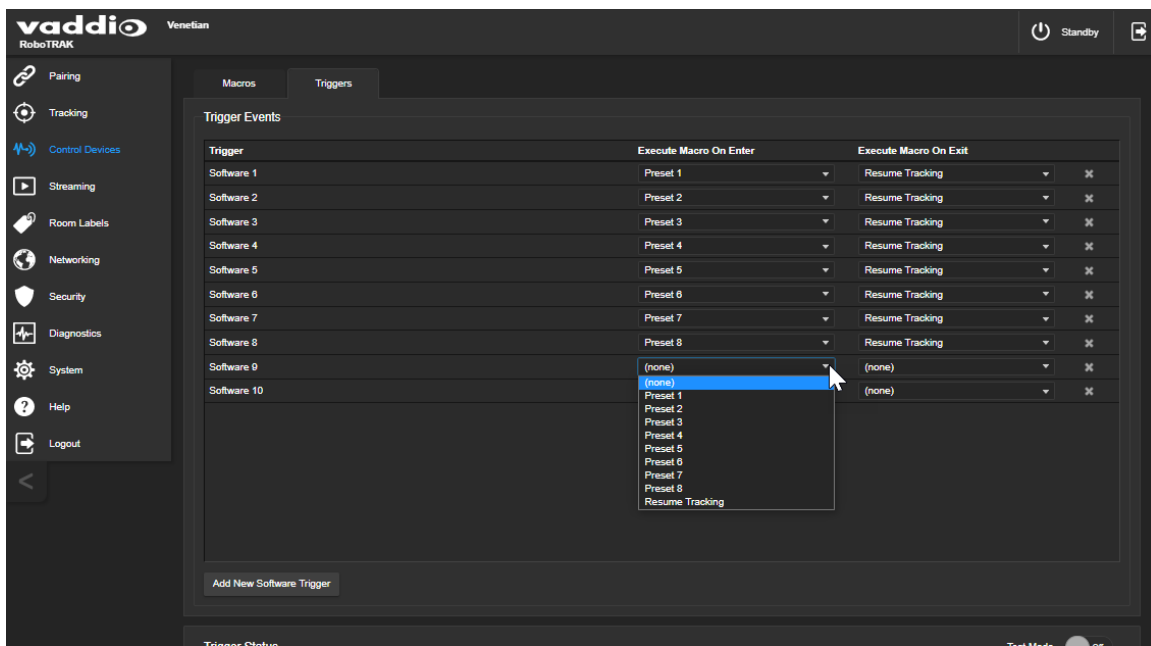 vaddio
Venetian
RoboTRAK
Standby
Pairing
Tracking
Control Devices
Streaming
Room Labels
Networking
Security
Diagnostics
System
Help
Logout
<
Macros Triggers
Trigger Events
Trigger Execute Macro On Enter Execute Macro On Exit
Software 1 Preset 1 Resume Tracking
Software 2 Preset 2 Resume Tracking
Software 3 Preset 3 Resume Tracking
Software 4 Preset 4 Resume Tracking
Software 5 Preset 5 Resume Tracking
Software 6 Preset 6 Resume Tracking
Software 7 Preset 7 Resume Tracking
Software 8 Preset 8 Resume Tracking
Software 9 (none) (none)
Software 10 (none)
(none)
Preset 1
Preset 2
Preset 3
Preset 4
Preset 5
Preset 6
Preset 7
Preset 8
Resume Tracking
Add New Software Trigger
Trigger Status Test Mode Off